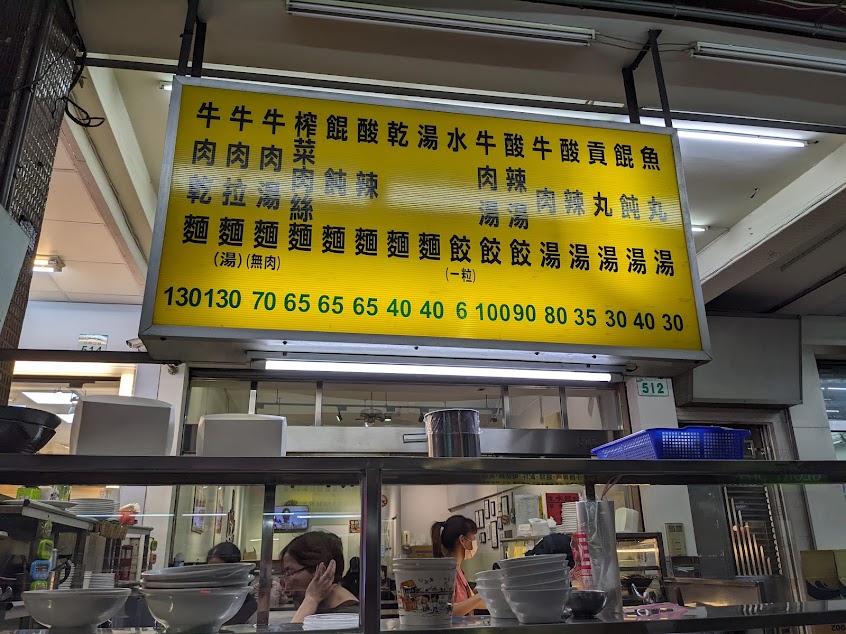 牛肉乾麵 130
牛肉拉麵(湯) 130
牛肉湯麵(無肉) 70
榨菜肉絲麵 65
餛飩麵 65
酸辣麵 65
乾麵 40
湯麵 40
水餃(一粒) 6
牛肉湯餃 100
酸辣湯餃 90
牛肉湯 80
酸辣湯 35
貢丸湯 30
餛飩湯 40
魚丸湯 30
514
512